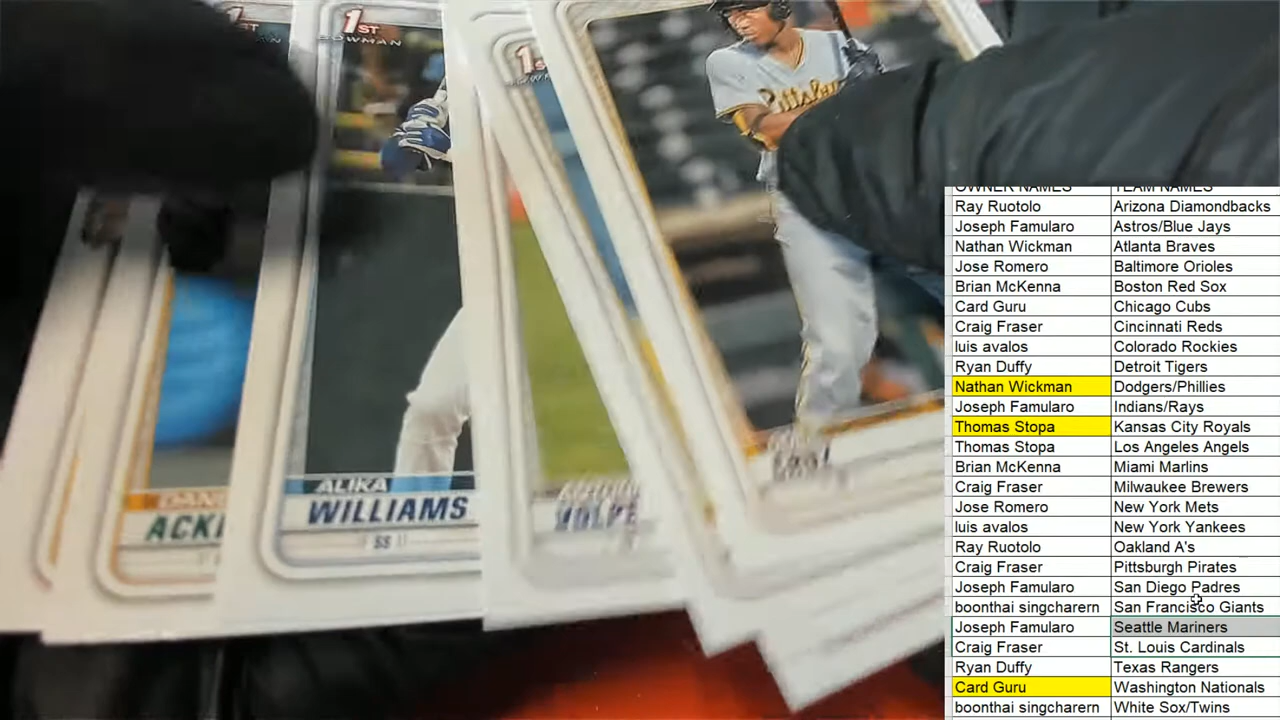 1ST
BOWMAN
Pittsbu
ALIKA
WILLIAMS
SS
ACK
VOLPE
OWNER NAMES TEAM NAMES
Ray Ruotolo Arizona Diamondbacks
Joseph Famularo Astros/Blue Jays
Nathan Wickman Atlanta Braves
Jose Romero Baltimore Orioles
Brian McKenna Boston Red Sox
Card Guru Chicago Cubs
Craig Fraser Cincinnati Reds
luis avalos Colorado Rockies
Ryan Duffy Detroit Tigers
Nathan Wickman Dodgers/Phillies
Joseph Famularo Indians/Rays
Thomas Stopa Kansas City Royals
Thomas Stopa Los Angeles Angels
Brian McKenna Miami Marlins
Craig Fraser Milwaukee Brewers
Jose Romero New York Mets
luis avalos New York Yankees
Ray Ruotolo Oakland A's
Craig Fraser Pittsburgh Pirates
Joseph Famularo San Diego Padres
boonthai singcharern San Francisco Giants
Joseph Famularo Seattle Mariners
Craig Fraser St. Louis Cardinals
Ryan Duffy Texas Rangers
Card Guru Washington Nationals
boonthai singcharern White Sox/Twins